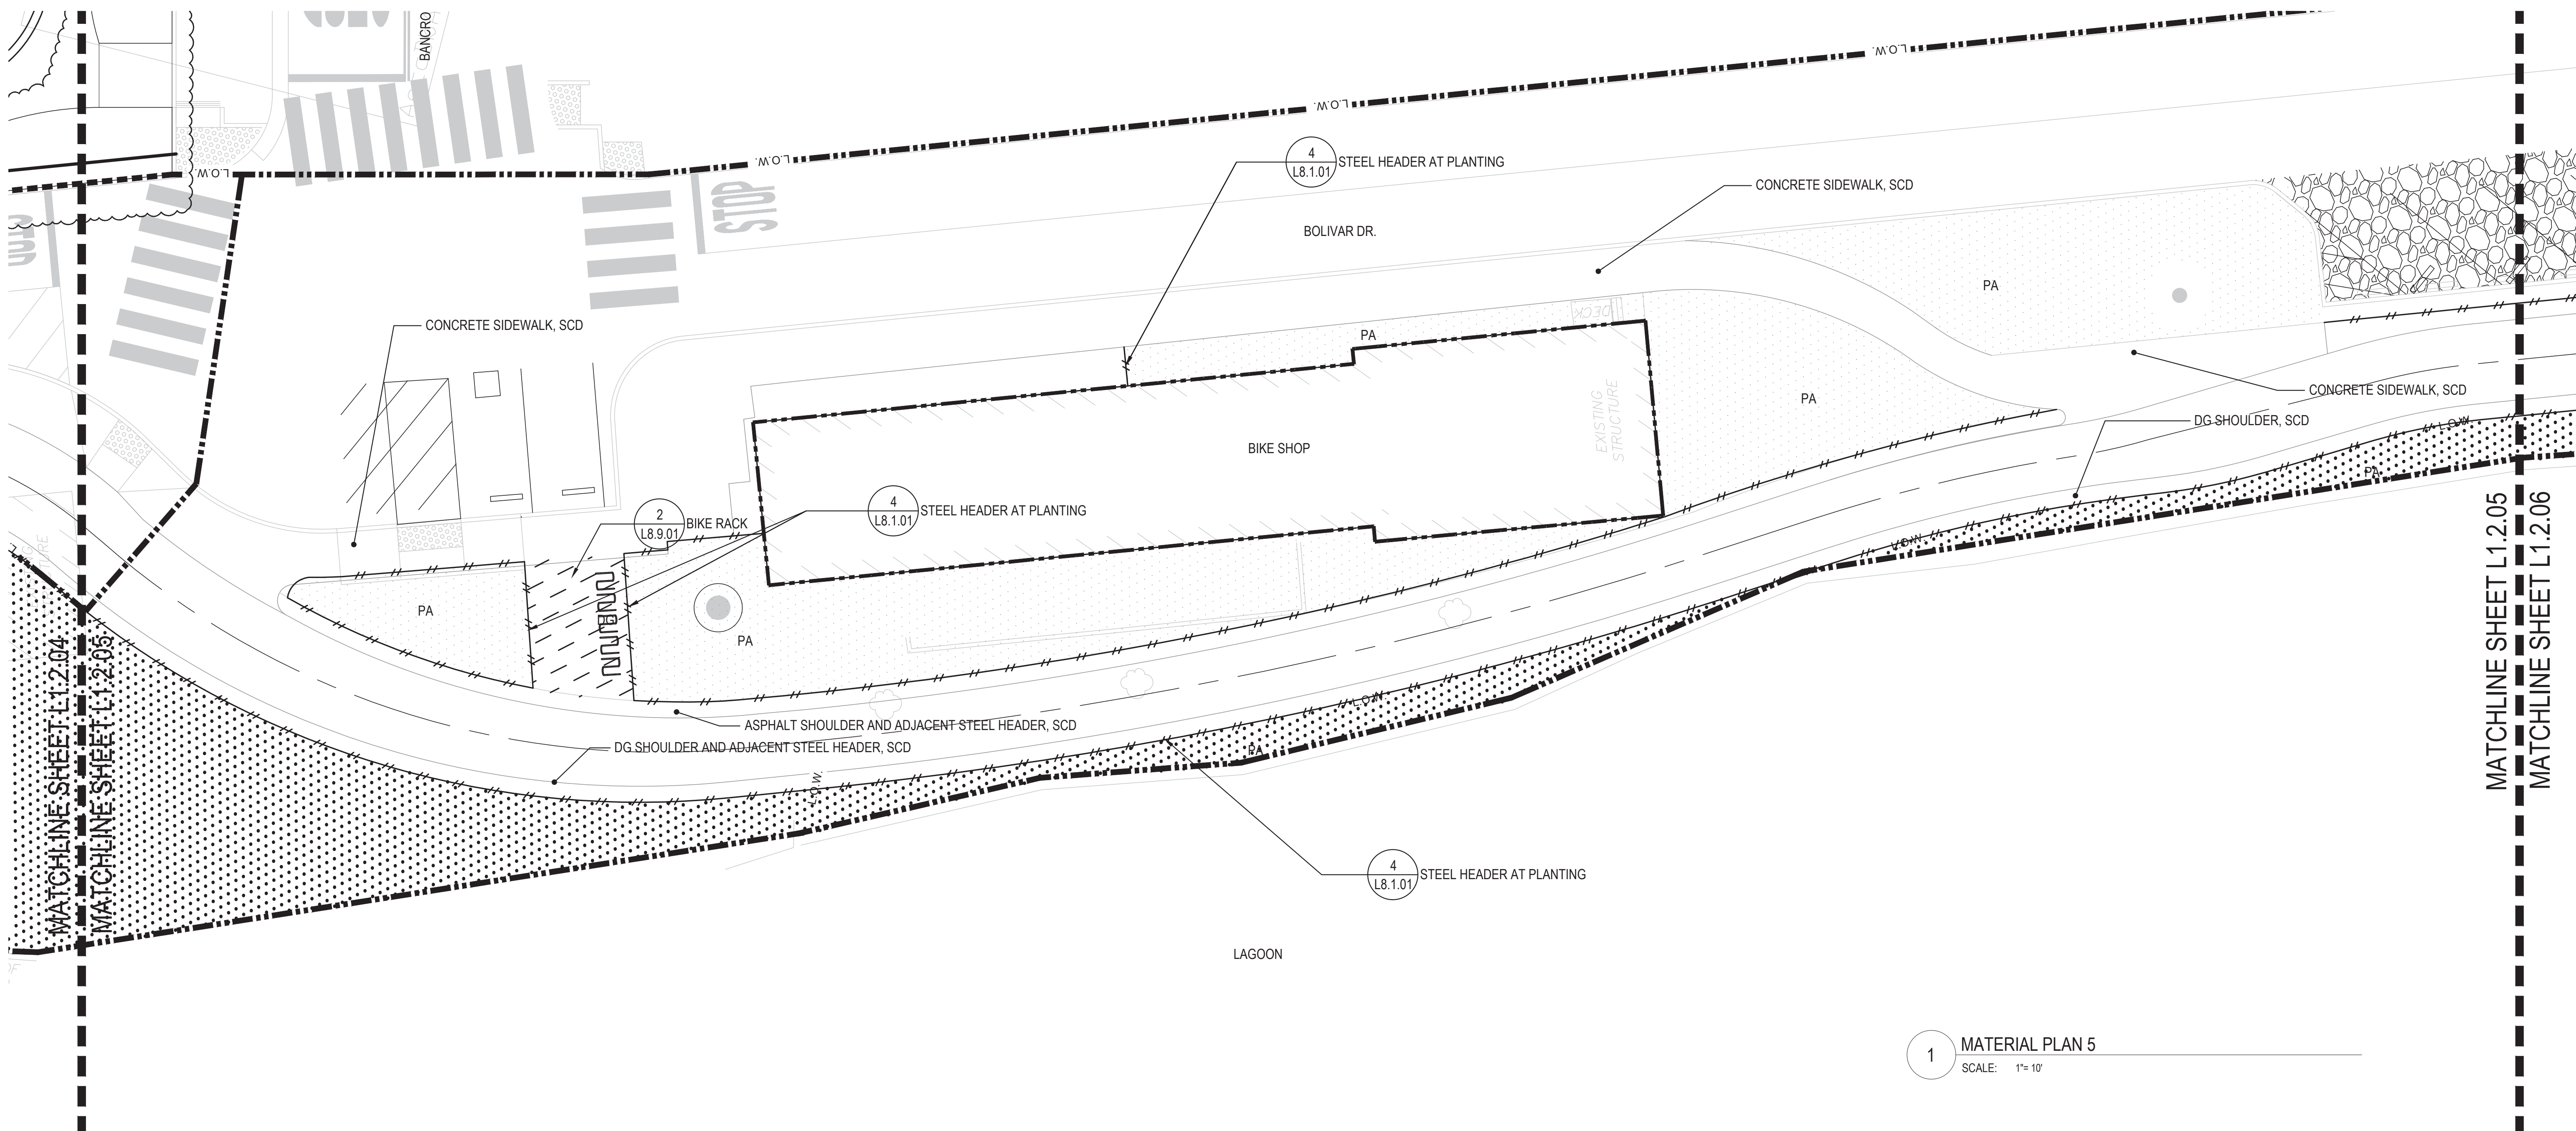 BANCRO
L.O.W.
L.O.W.
L.O.W.
L.O.W.
L.O.W.
STOP
4
L8.1.01
STEEL HEADER AT PLANTING
CONCRETE SIDEWALK, SCD
BOLIVAR DR.
PA
DECK
PA
CONCRETE SIDEWALK, SCD
PA
CONCRETE SIDEWALK, SCD
DG SHOULDER, SCD
L.O.W.
PA
EXISTING
STRUCTURE
BIKE SHOP
2
L8.9.01
BIKE RACK
4
L8.1.01
STEEL HEADER AT PLANTING
L.O.W.
DG
PA
PA
L.O.W.
ASPHALT SHOULDER AND ADJACENT STEEL HEADER, SCD
DG SHOULDER AND ADJACENT STEEL HEADER, SCD
PA
L.O.W.
MATCHLINE SHEET L1.2.04
MATCHLINE SHEET L1.2.05
MATCHLINE SHEET L1.2.05
MATCHLINE SHEET L1.2.06
4
L8.1.01
STEEL HEADER AT PLANTING
LAGOON
1
MATERIAL PLAN 5
SCALE: 1"= 10'